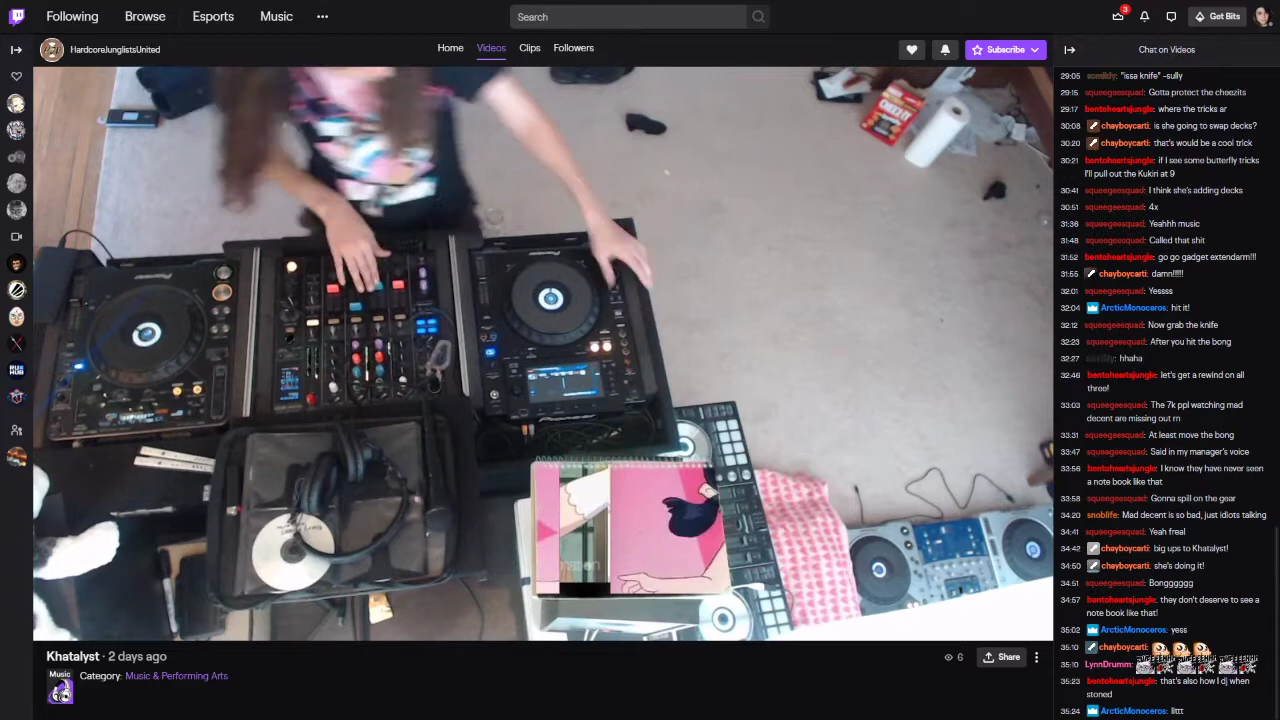 Following Browse Esports Music Search 3 Get Bits
HardcoreJunglistsUnited Home Videos Clips Followers Subscribe Chat on Videos
CHEEZ-IT
Pioneer
Khatalyst · 2 days ago
6 Share
Music
Category: Music & Performing Arts
29:05 "issa knife" -sully
29:15 squeegeesquad: Gotta protect the cheezits
29:17 bentoheartsjungle: where the tricks ar
30:08 chayboycarti: is she going to swap decks?
30:20 chayboycarti: that's would be a cool trick
30:21 bentoheartsjungle: if I see some butterfly tricks
I'll pull out the Kukiri at 9
30:41 squeegeesquad: I think she's adding decks
30:51 squeegeesquad: 4x
31:36 squeegeesquad: Yeahhh music
31:48 squeegeesquad: Called that shit
31:52 bentoheartsjungle: go go gadget extendarm!!!
31:55 chayboycarti: damn!!!!!
32:01 squeegeesquad: Yessss
32:04 ArcticMonoceros: hit it!
32:12 squeegeesquad: Now grab the knife
32:23 squeegeesquad: After you hit the bong
32:27 hhaha
32:46 bentoheartsjungle: let's get a rewind on all
three!
33:03 squeegeesquad: The 7k ppl watching mad
decent are missing out rn
33:31 squeegeesquad: At least move the bong
33:47 squeegeesquad: Said in my manager's voice
33:56 bentoheartsjungle: I know they have never seen
a note book like that
33:58 squeegeesquad: Gonna spill on the gear
34:20 snoblife: Mad decent is so bad, just idiots talking
34:41 squeegeesquad: Yeah freal
34:42 chayboycarti: big ups to Khatalyst!
34:50 chayboycarti: she's doing it!
34:51 squeegeesquad: Bongggggg
34:57 bentoheartsjungle: they don't deserve to see a
note book like that!
35:02 ArcticMonoceros: yess
35:10 chayboycarti:
35:10 LynnDrumm:
35:23 bentoheartsjungle: that's also how I dj when
stoned
35:24 ArcticMonoceros: littt